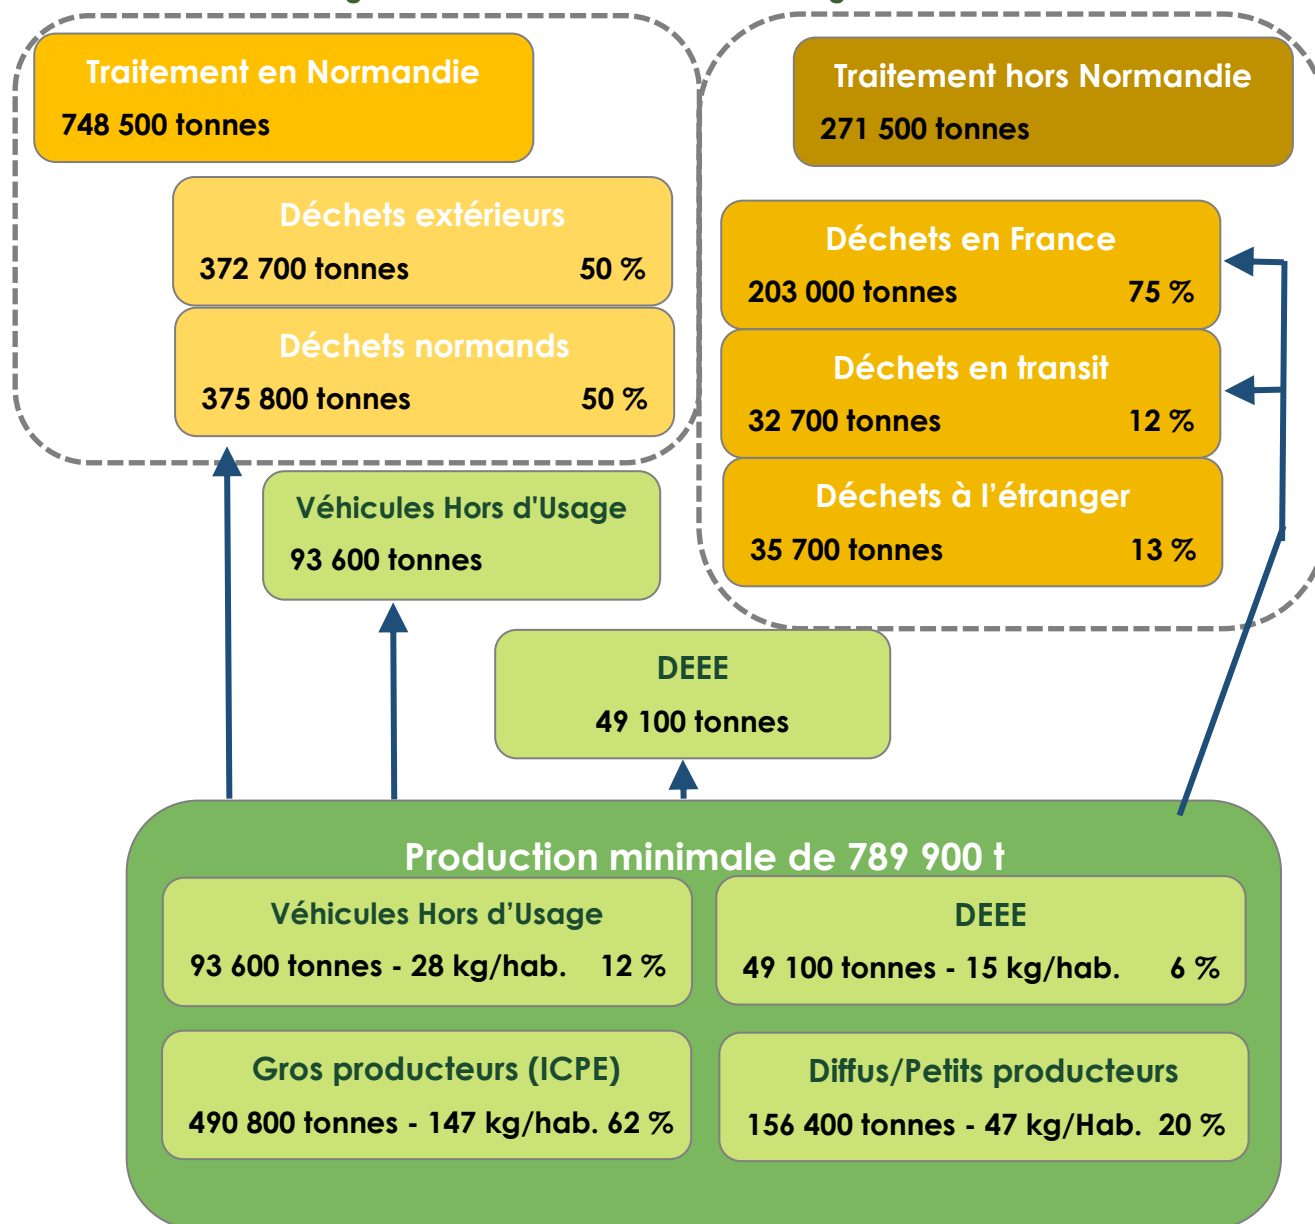 Traitement en Normandie
748 500 tonnes
Déchets extérieurs
372 700 tonnes 50 %
Déchets normands
375 800 tonnes 50 %
Traitement hors Normandie
271 500 tonnes
Déchets en France
203 000 tonnes 75 %
Déchets en transit
32 700 tonnes 12 %
Déchets à l’étranger
35 700 tonnes 13 %
Véhicules Hors d'Usage
93 600 tonnes
DEEE
49 100 tonnes
Production minimale de 789 900 t
Véhicules Hors d’Usage
93 600 tonnes - 28 kg/hab. 12 %
DEEE
49 100 tonnes - 15 kg/hab. 6 %
Gros producteurs (ICPE)
490 800 tonnes - 147 kg/hab. 62 %
Diffus/Petits producteurs
156 400 tonnes - 47 kg/Hab. 20 %